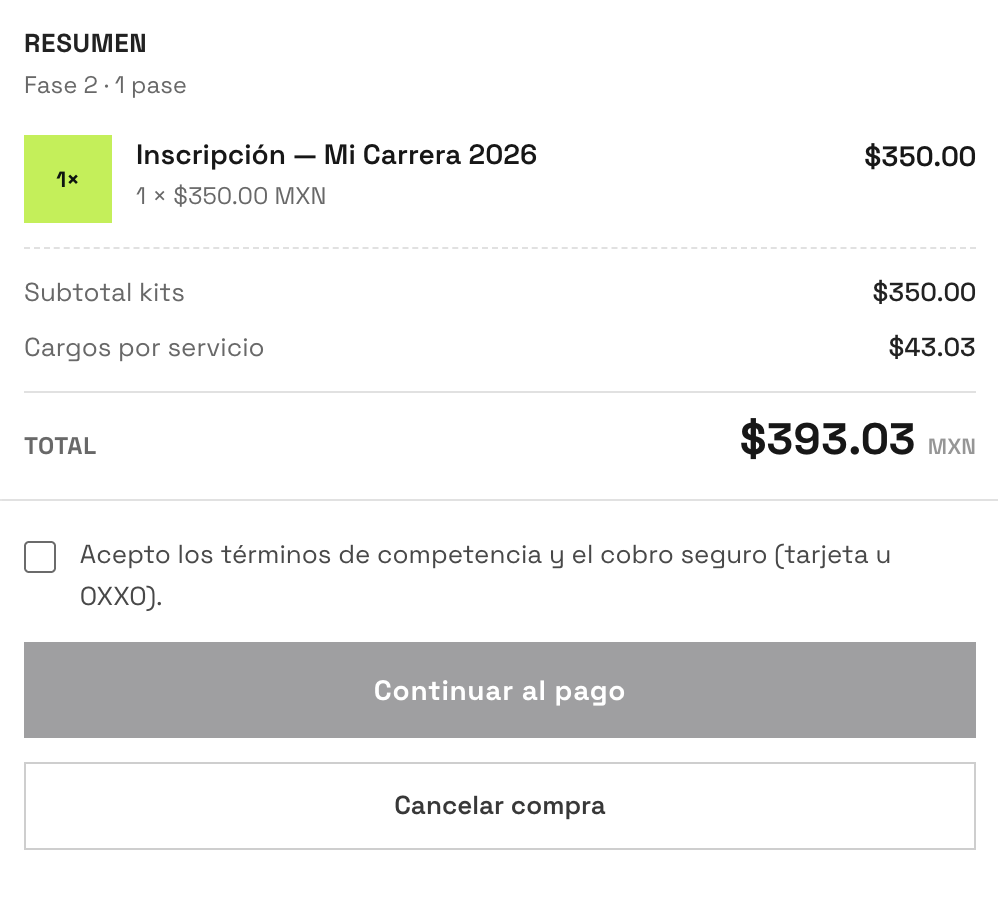 RESUMEN
Fase 2 · 1 pase
1×
Inscripción — Mi Carrera 2026
$350.00
1 × $350.00 MXN
Subtotal kits
$350.00
Cargos por servicio
$43.03
TOTAL
$393.03 MXN
Acepto los términos de competencia y el cobro seguro (tarjeta u
OXXO).
Continuar al pago
Cancelar compra